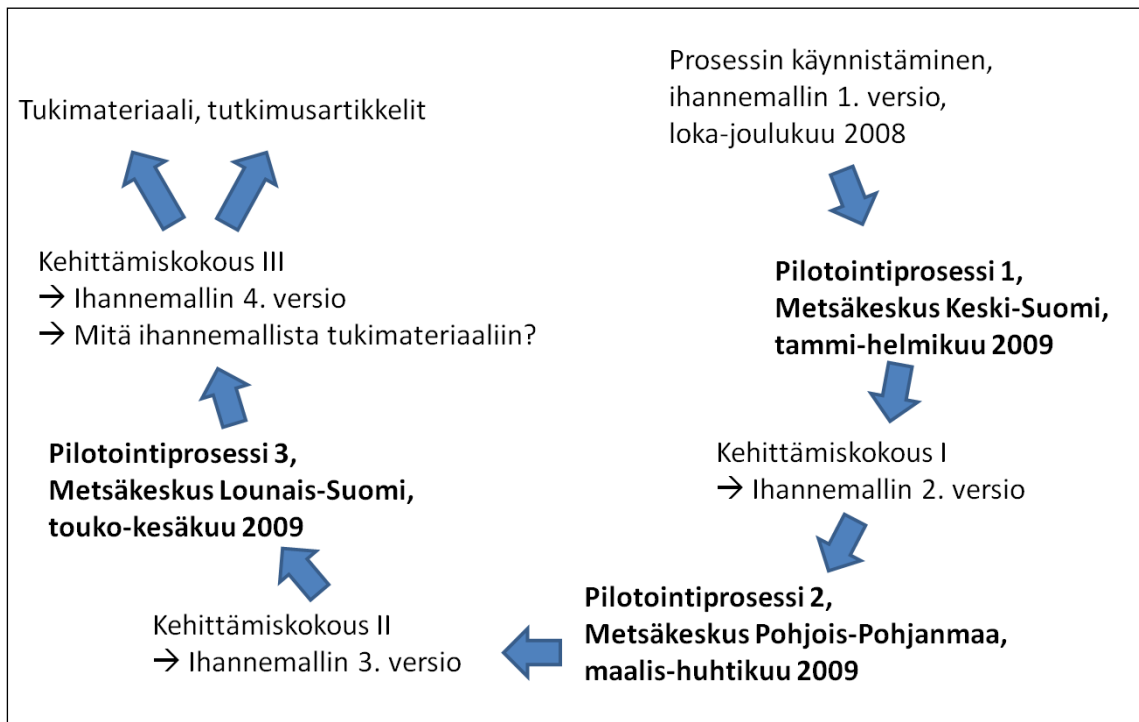 Prosessin käynnistäminen,
ihannemallin 1. versio,
loka-joulukuu 2008
Pilotointiprosessi 1,
Metsäkeskus Keski-Suomi,
tammi-helmikuu 2009
Kehittämiskokous I
→ Ihannemallin 2. versio
Pilotointiprosessi 2,
Metsäkeskus Pohjois-Pohjanmaa,
maalis-huhtikuu 2009
Kehittämiskokous II
→ Ihannemallin 3. versio
Pilotointiprosessi 3,
Metsäkeskus Lounais-Suomi,
touko-kesäkuu 2009
Kehittämiskokous III
→ Ihannemallin 4. versio
→ Mitä ihannemallista tukimateriaaliin?
Tukimateriaali, tutkimusartikkelit